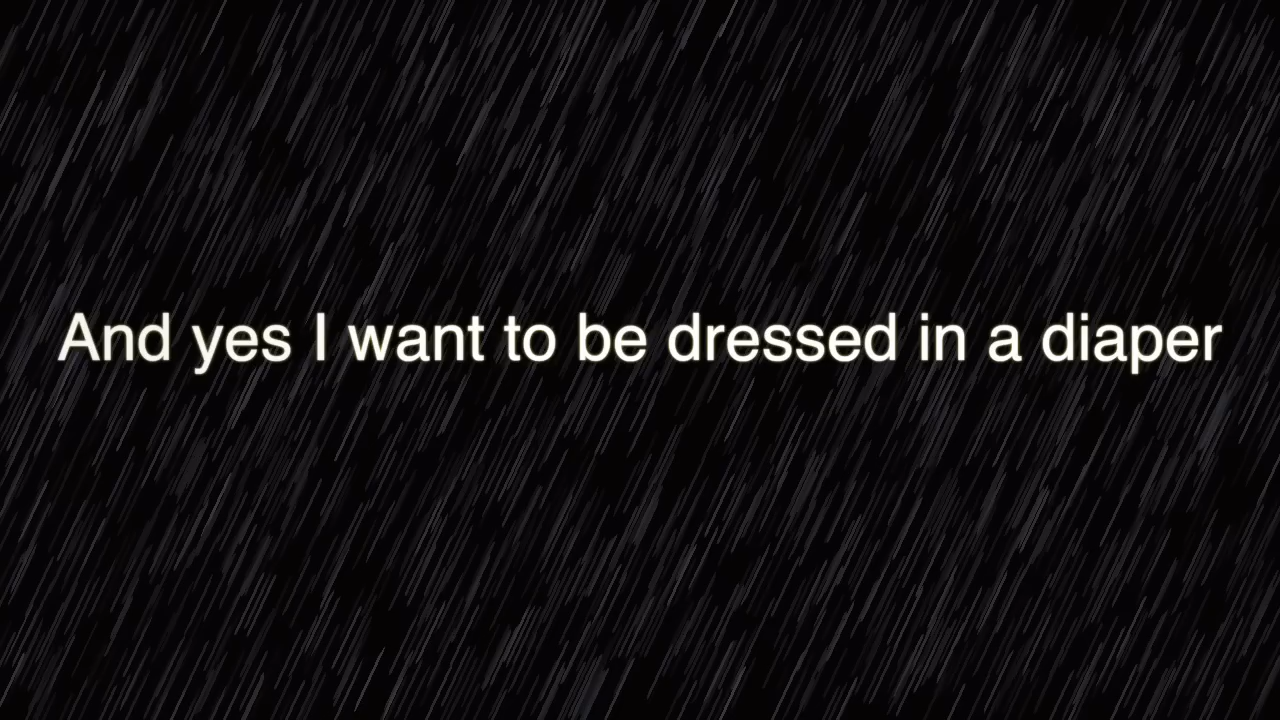 And yes I want to be dressed in a diaper